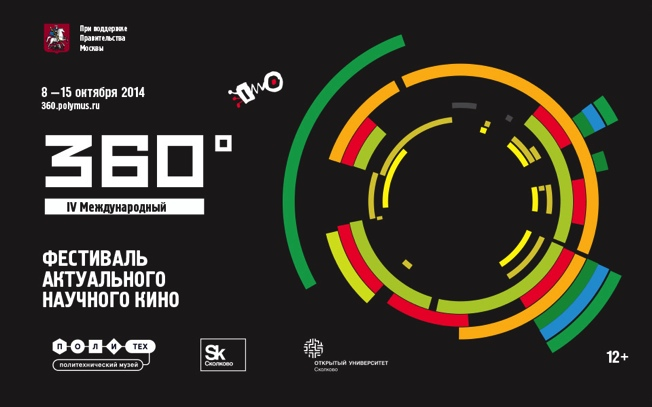 При поддержке
Правительства
Москвы
8 – 15 октября 2014
360.polymus.ru
360°
IV Международный
ФЕСТИВАЛЬ
АКТУАЛЬНОГО
НАУЧНОГО КИНО
ПОЛИТЕХ
политехнический музей
Sk
Сколково
ОТКРЫТЫЙ УНИВЕРСИТЕТ
Сколково
12+